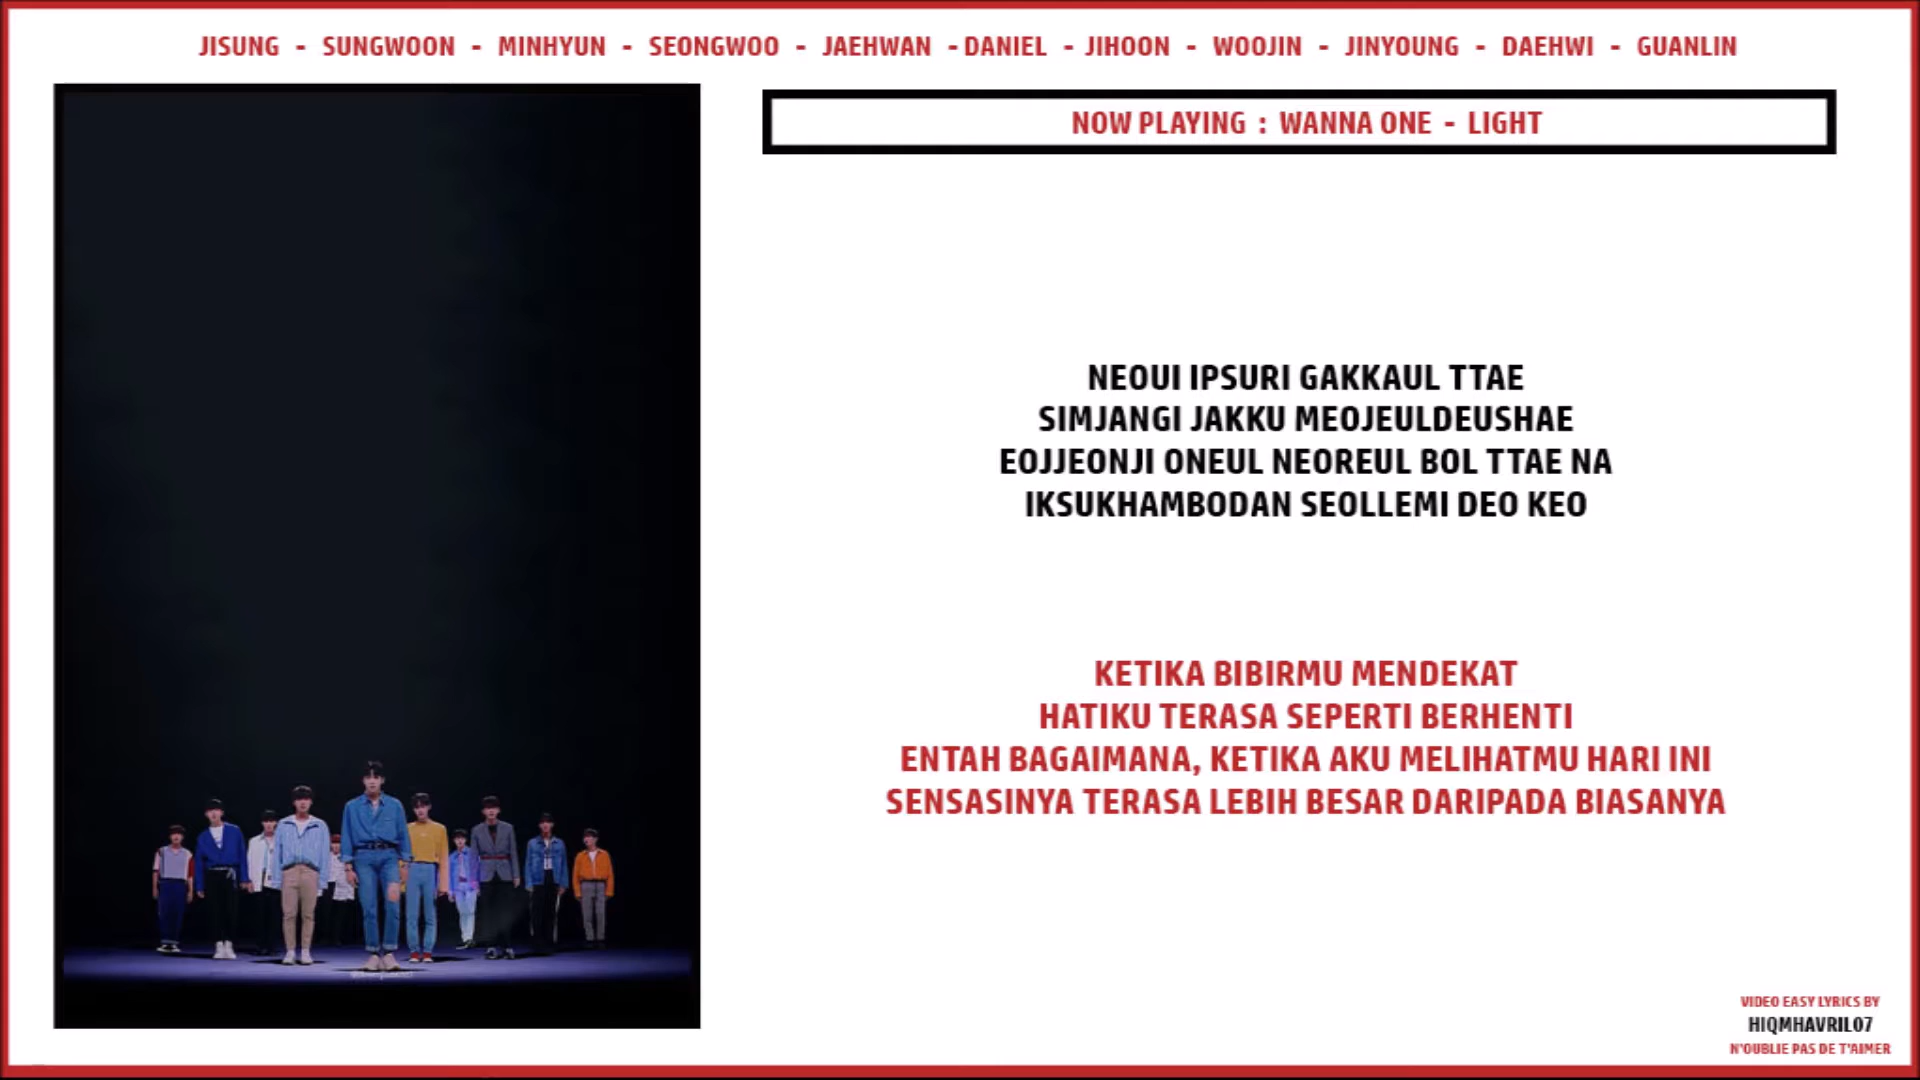 JISUNG - SUNGWOON - MINHYUN - SEONGWOO - JAEHWAN - DANIEL - JIHOON - WOOJIN - JINYOUNG - DAEHWI - GUANLIN
NOW PLAYING : WANNA ONE - LIGHT
NEOUI IPSURI GAKKAUL TTAE
SIMJANGI JAKKU MEOJEULDEUSHAE
EOJJEONJI ONEUL NEOREUL BOL TTAE NA
IKSUKHAMBODAN SEOLLEMI DEO KEO
KETIKA BIBIRMU MENDEKAT
HATIKU TERASA SEPERTI BERHENTI
ENTAH BAGAIMANA, KETIKA AKU MELIHATMU HARI INI
SENSASINYA TERASA LEBIH BESAR DARIPADA BIASANYA
VIDEO EASY LYRICS BY
HIQMHAVRIL07
N'OUBLIE PAS DE T'AIMER